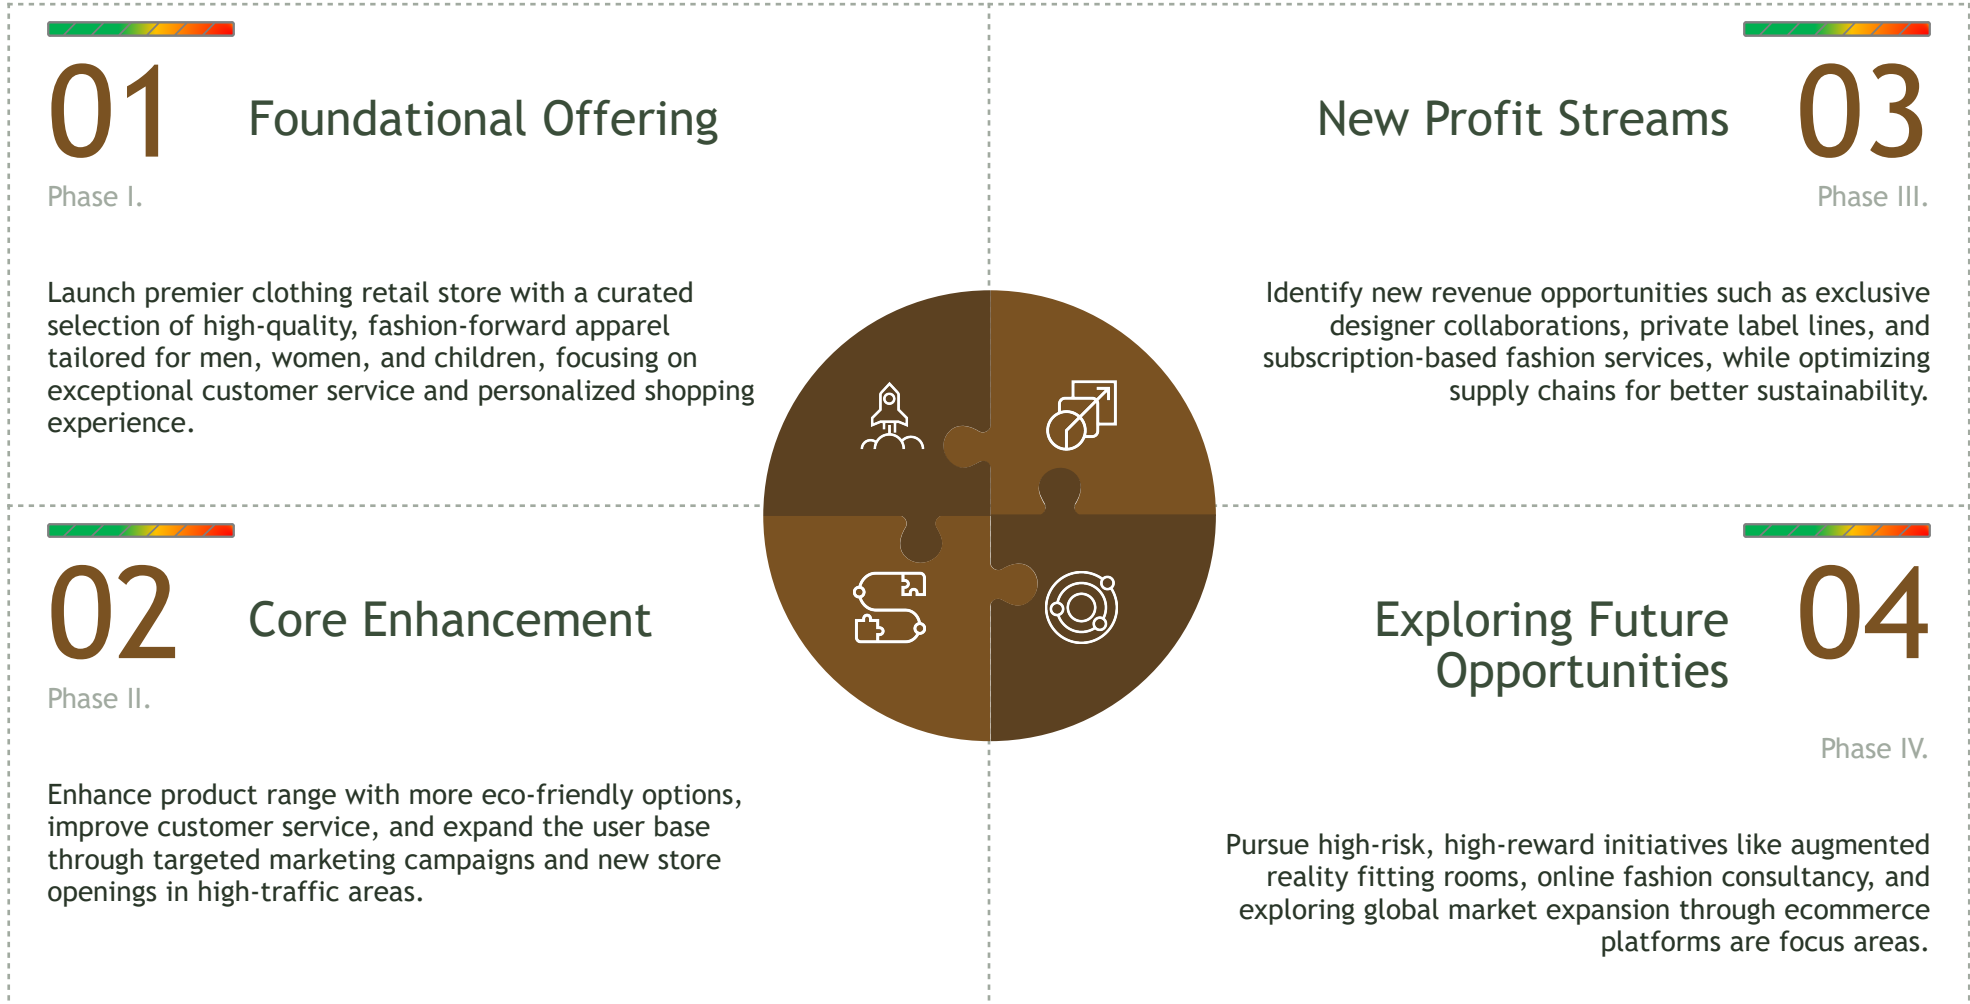 01
Foundational Offering
Phase I.
Launch premier clothing retail store with a curated
selection of high-quality, fashion-forward apparel
tailored for men, women, and children, focusing on
exceptional customer service and personalized shopping
experience.
02
Core Enhancement
Phase II.
Enhance product range with more eco-friendly options,
improve customer service, and expand the user base
through targeted marketing campaigns and new store
openings in high-traffic areas.
New Profit Streams
03
Phase III.
Identify new revenue opportunities such as exclusive
designer collaborations, private label lines, and
subscription-based fashion services, while optimizing
supply chains for better sustainability.
Exploring Future
Opportunities
04
Phase IV.
Pursue high-risk, high-reward initiatives like augmented
reality fitting rooms, online fashion consultancy, and
exploring global market expansion through ecommerce
platforms are focus areas.